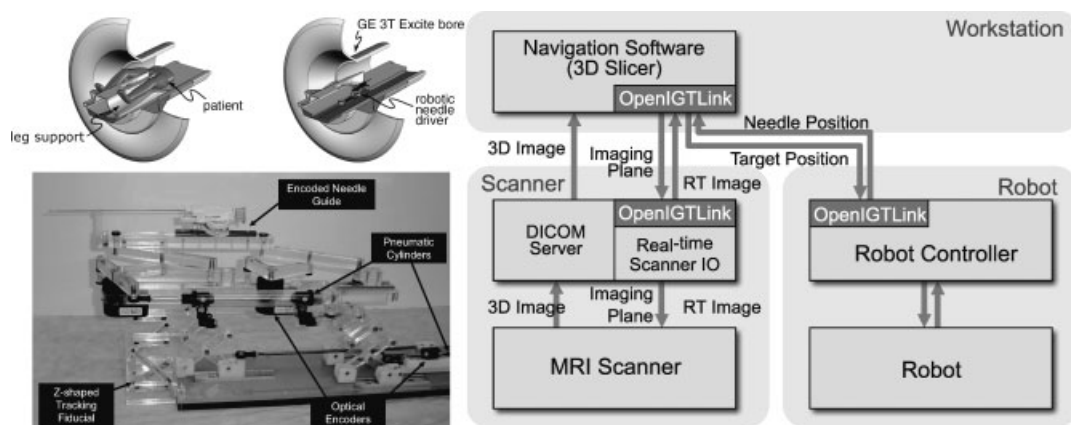 GE 3T Excite bore
patient
leg support
robotic
needle
driver
Encoded Needle
Guide
Pneumatic
Cylinders
Z-shaped
Tracking
Fiducial
Optical
Encoders
Workstation
Navigation Software
(3D Slicer)
OpenIGTLink
Needle Position
3D Image
Imaging
Plane
RT Image
Target Position
Scanner
Robot
DICOM
Server
OpenIGTLink
Real-time
Scanner IO
OpenIGTLink
Robot Controller
3D Image
Imaging
Plane
RT Image
MRI Scanner
Robot